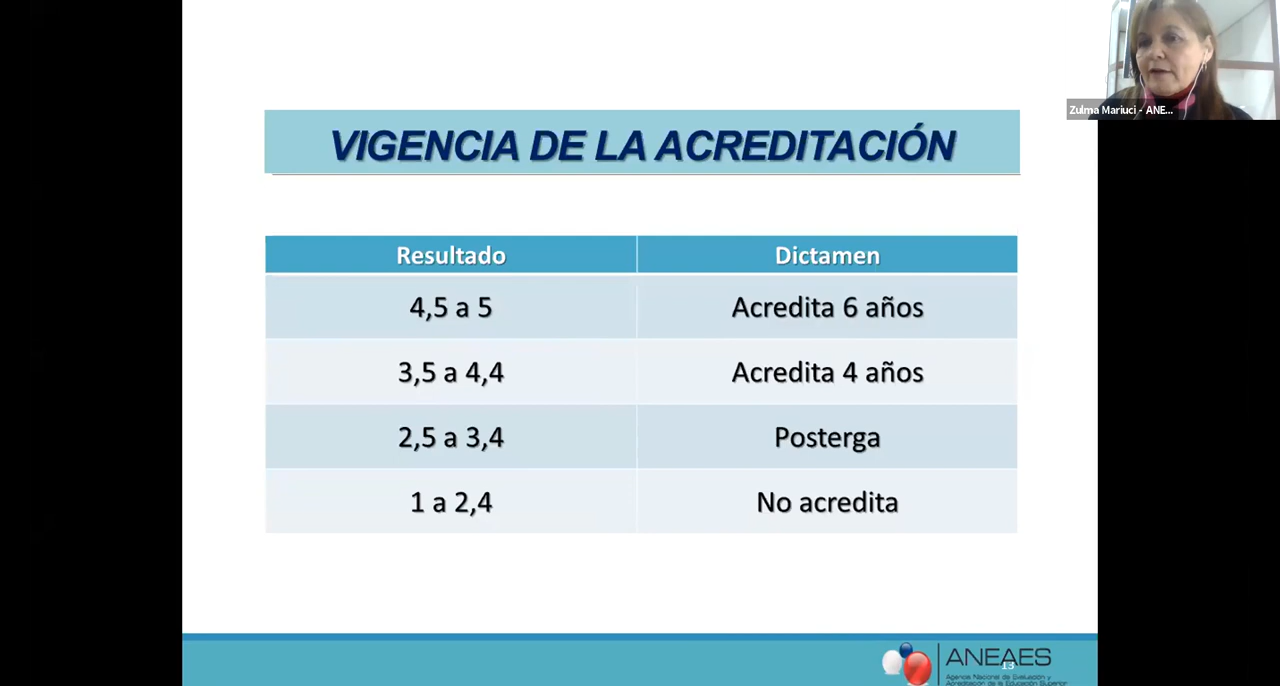 Zulma Mariuci - ANE...
VIGENCIA DE LA ACREDITACIÓN
Resultado Dictamen
4,5 a 5 Acredita 6 años
3,5 a 4,4 Acredita 4 años
2,5 a 3,4 Posterga
1 a 2,4 No acredita
ANEAES
13
Agencia Nacional de Evaluación y
Acreditación de la Educación Superior